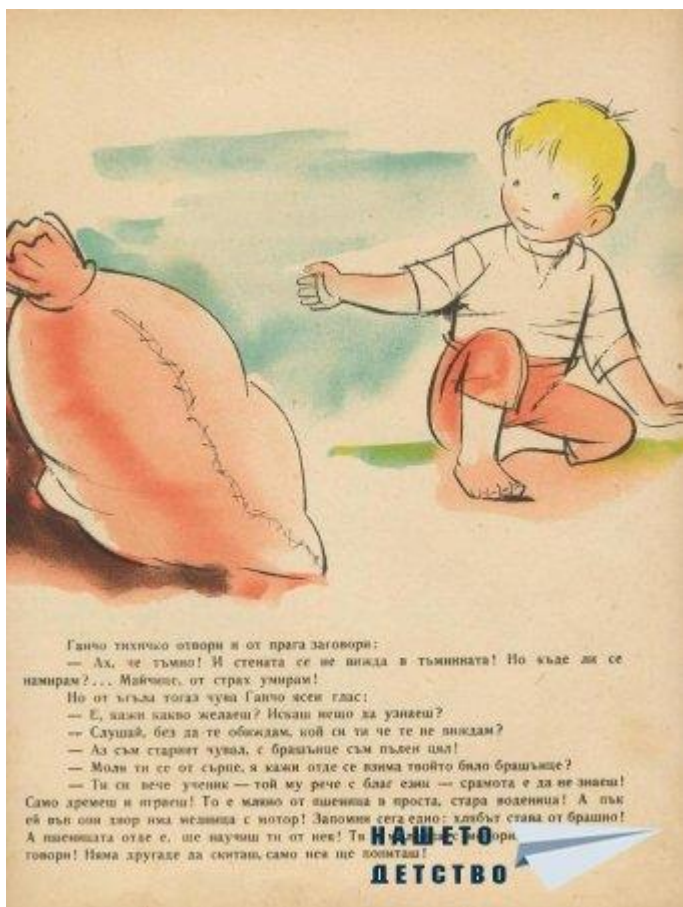 Ганчо тихичко отвори и от прага заговори:
— Ах, че тъмно! И стената се не вижда в тъмнината! Но къде ли се
намирам?... Майчице, от страх умирам!
Но от ъгъла тогаз чува Ганчо ясен глас:
— Е, кажи какво желаеш? Искаш нещо да узнаеш?
— Слушай, без да те обиждам, кой си ти че те не виждам?
— Аз съм старият чувал, с брашънце съм пълен цял!
— Моля ти се от сърце, я кажи отде се взима твойто бяло брашънце?
— Ти си вече ученик — той му рече с благ език — срамота е да не знаеш!
Само дремеш и играеш! То е мляно от пшеница в проста, стара воденица! А пък
ей във оня двор има мелница с мотор! Запомни сега едно: хлябът става от брашно!
А пшеницата отде е, ще научиш ти от нея! Ти
говори! Няма другаде да скиташ, само нея ще попиташ!
НАШЕТО
ДЕТСТВО